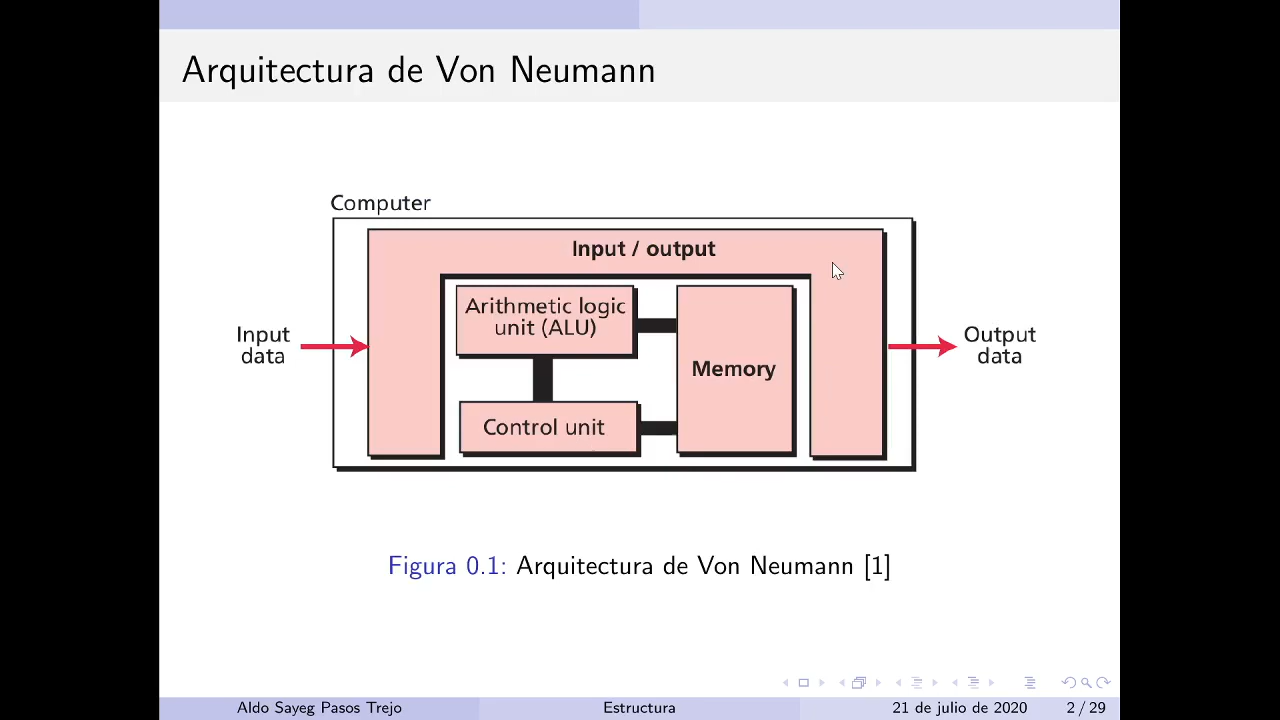 Arquitectura de Von Neumann
Computer
Input / output
Arithmetic logic
unit (ALU)
Memory
Control unit
Input
data
Output
data
Figura 0.1: Arquitectura de Von Neumann [1]
Aldo Sayeg Pasos Trejo
Estructura
21 de julio de 2020
2 / 29